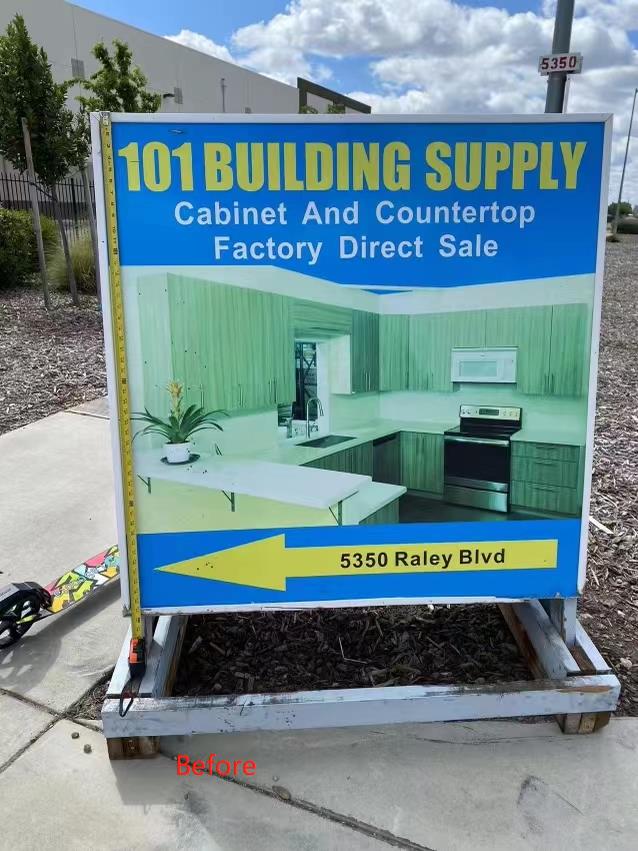 5350
101 BUILDING SUPPLY
Cabinet And Countertop
Factory Direct Sale
5350 Raley Blvd
Before